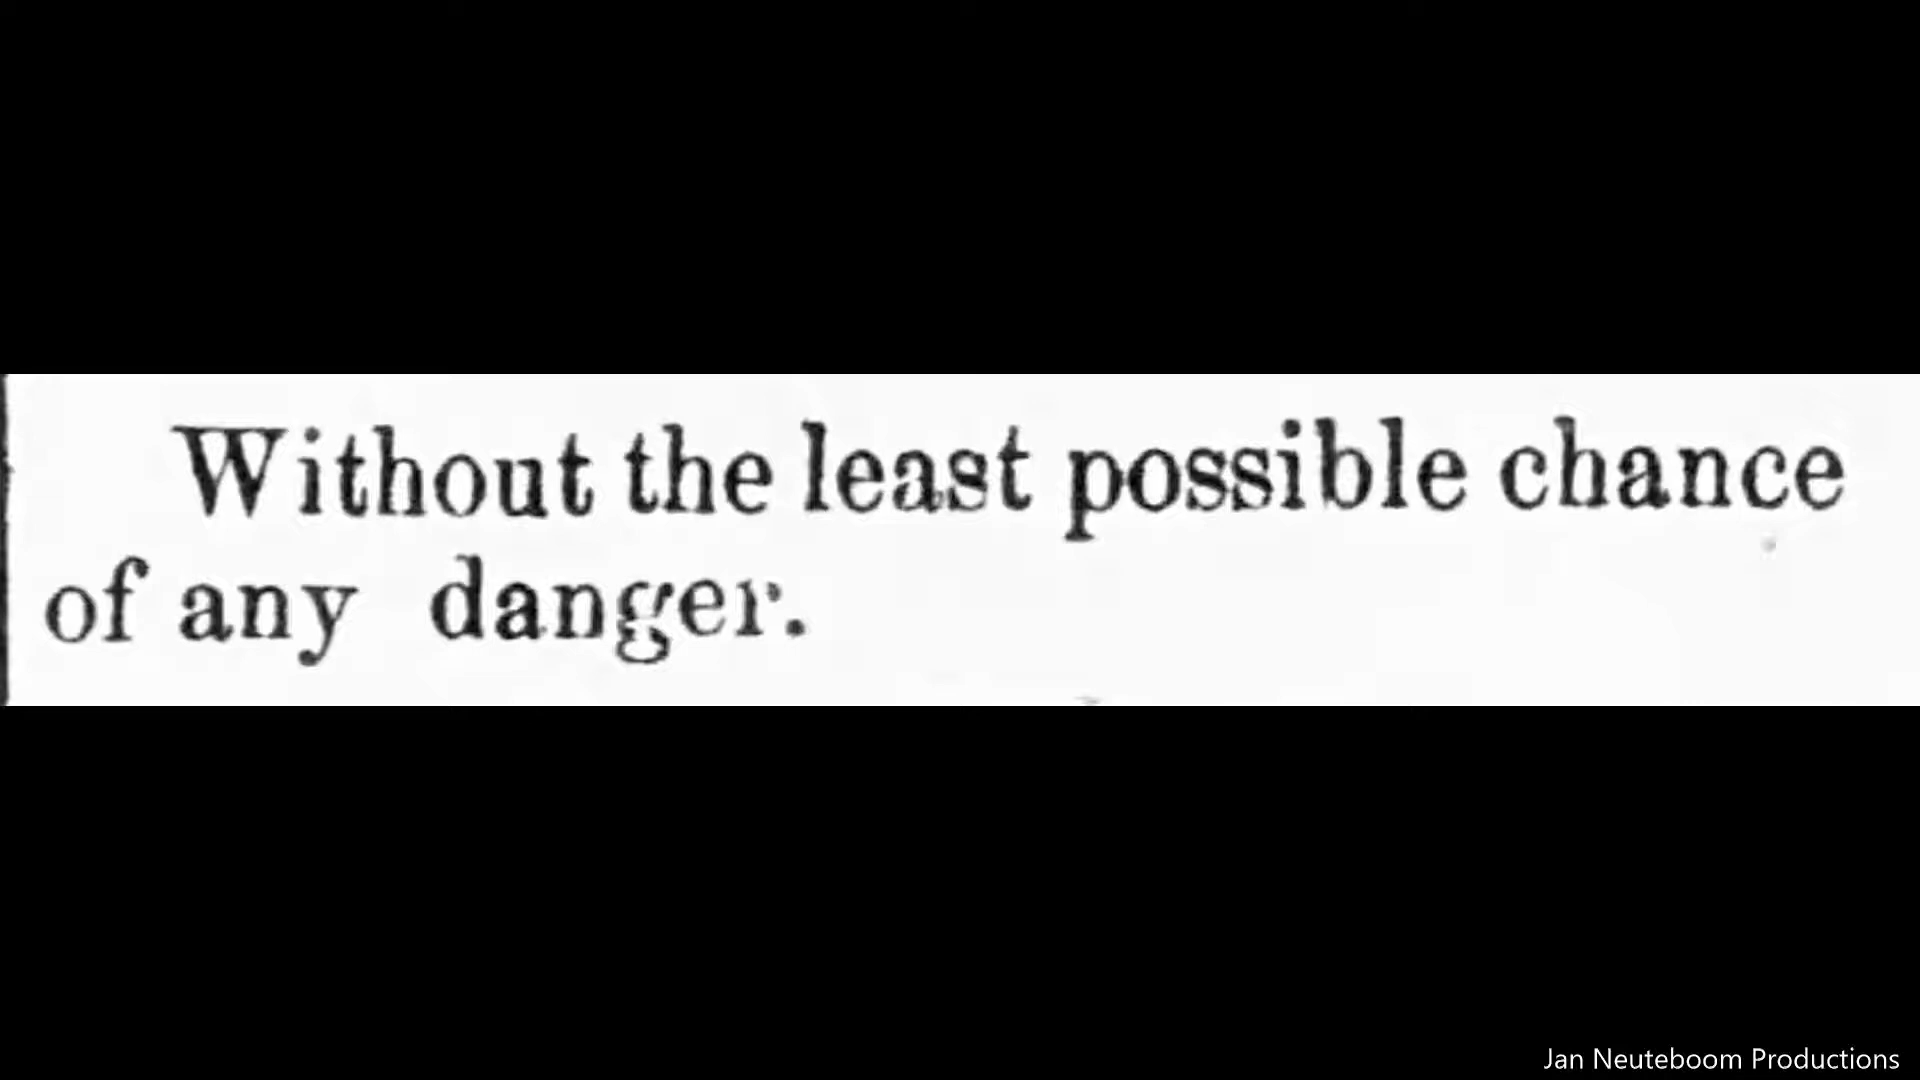 Without the least possible chance
of any danger.
Jan Neuteboom Productions